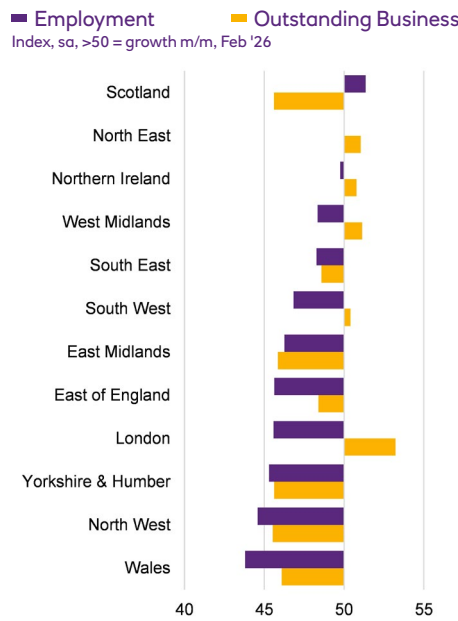 Employment Outstanding Business
Index, sa, >50 = growth m/m, Feb '26
Scotland
North East
Northern Ireland
West Midlands
South East
South West
East Midlands
East of England
London
Yorkshire & Humber
North West
Wales
40 45 50 55